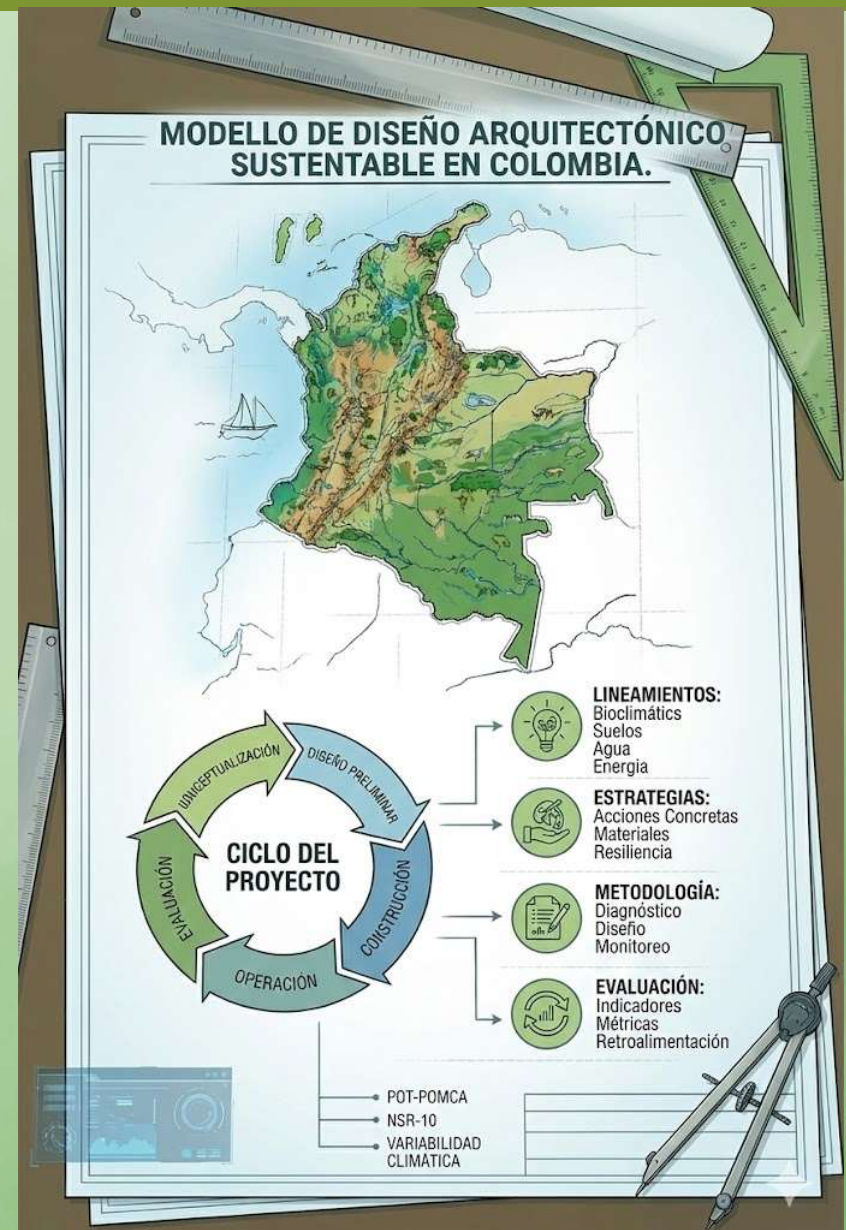 MODELLO DE DISEÑO ARQUITECTÓNICO
SUSTENTABLE EN COLOMBIA.
UNICEPTUALIZACIÓN
DISEÑO PRELIMINAR
CONSTRUCCIÓN
OPERACIÓN
EVALUACIÓN
CICLO DEL
PROYECTO
LINEAMIENTOS:
Bioclimátics
Suelos
Agua
Energia
ESTRATEGIAS:
Acciones Concretas
Materiales
Resiliencia
METODOLOGÍA:
Diagnóstico
Diseño
Monitoreo
EVALUACIÓN:
Indicadores
Métricas
Retroalimentación
POT-POMCA
NSR-10
VARIABILIDAD
CLIMÁTICA